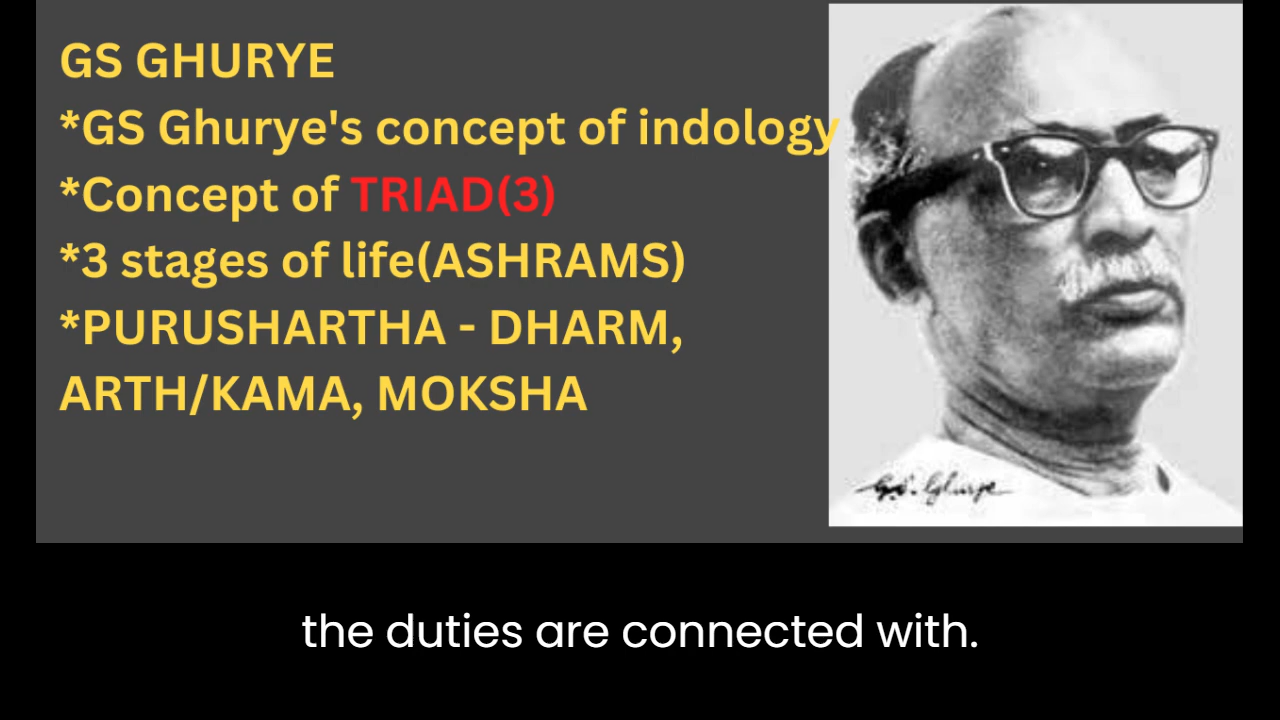 GS GHURYE
*GS Ghurye's concept of indology
*Concept of TRIAD(3)
*3 stages of life(ASHRAMS)
*PURUSHARTHA - DHARM,
ARTH/KAMA, MOKSHA
G.S. Ghurye
the duties are connected with.